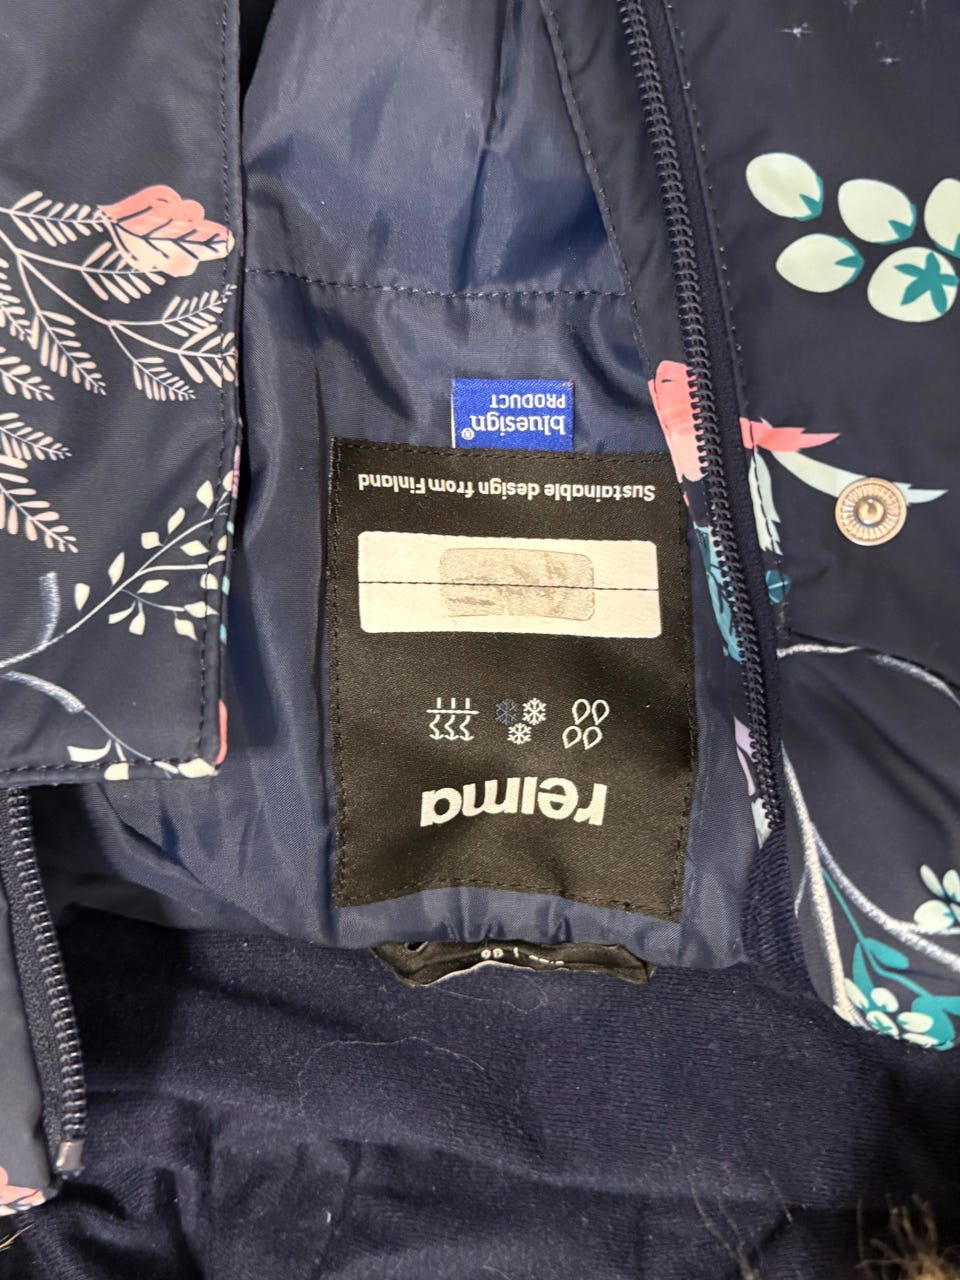 reima
Sustainable design from Finland
bluesign®
PRODUCT